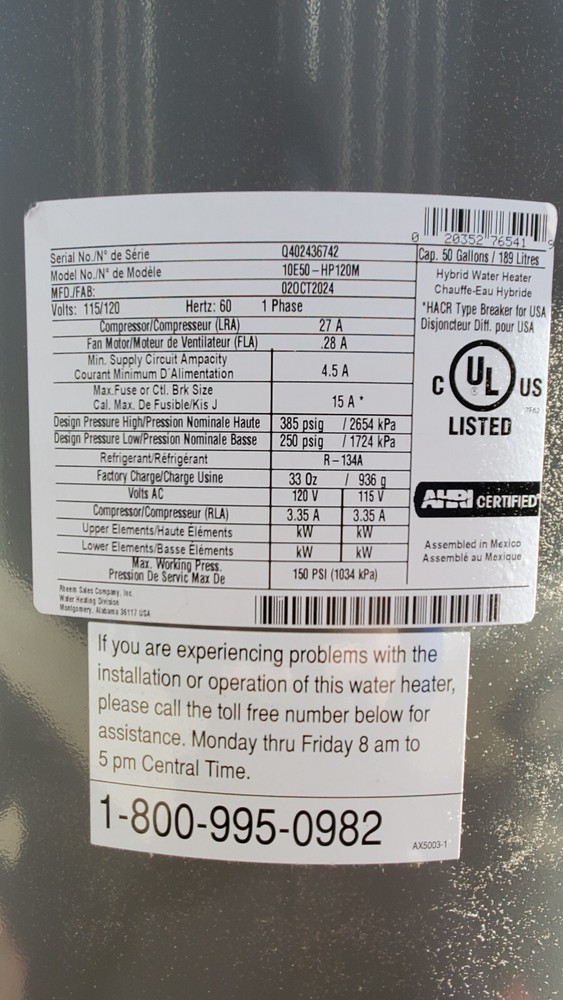 0 20352 76541 9
Serial No./N° de Série Q402436742
Model No./N° de Modèle 10E50-HP120M
MFD./FAB: 02OCT2024
Volts: 115/120 Hertz: 60 1 Phase
Compressor/Compresseur (LRA) 27 A
Fan Motor/Moteur de Ventilateur (FLA) .28 A
Min. Supply Circuit Ampacity
Courant Minimum D'Alimentation 4.5 A
Max.Fuse or Ctl. Brk Size
Cal. Max. De Fusible/Kis J 15 A *
Design Pressure High/Pression Nominale Haute 385 psig / 2654 kPa
Design Pressure Low/Pression Nominale Basse 250 psig / 1724 kPa
Refrigerant/Réfrigérant R-134A
Factory Charge/Charge Usine 33 Oz / 936 g
Volts AC 120 V 115 V
Compressor/Compresseur (RLA) 3.35 A 3.35 A
Upper Elements/Haute Éléments kW kW
Lower Elements/Basse Éléments kW kW
Max. Working Press.
Pression De Servic Max De 150 PSI (1034 kPa)
Rheem Sales Company, Inc.
Water Heating Division
Montgomery, Alabama 36117 USA
Cap. 50 Gallons / 189 Litres
Hybrid Water Heater
Chauffe-Eau Hybride
*HACR Type Breaker for USA
Disjoncteur Diff. pour USA
C UL US
7F62
LISTED
AHRI CERTIFIED
Assembled in Mexico
Assemblé au Mexique
If you are experiencing problems with the
installation or operation of this water heater,
please call the toll free number below for
assistance. Monday thru Friday 8 am to
5 pm Central Time.
1-800-995-0982
AX5003-1